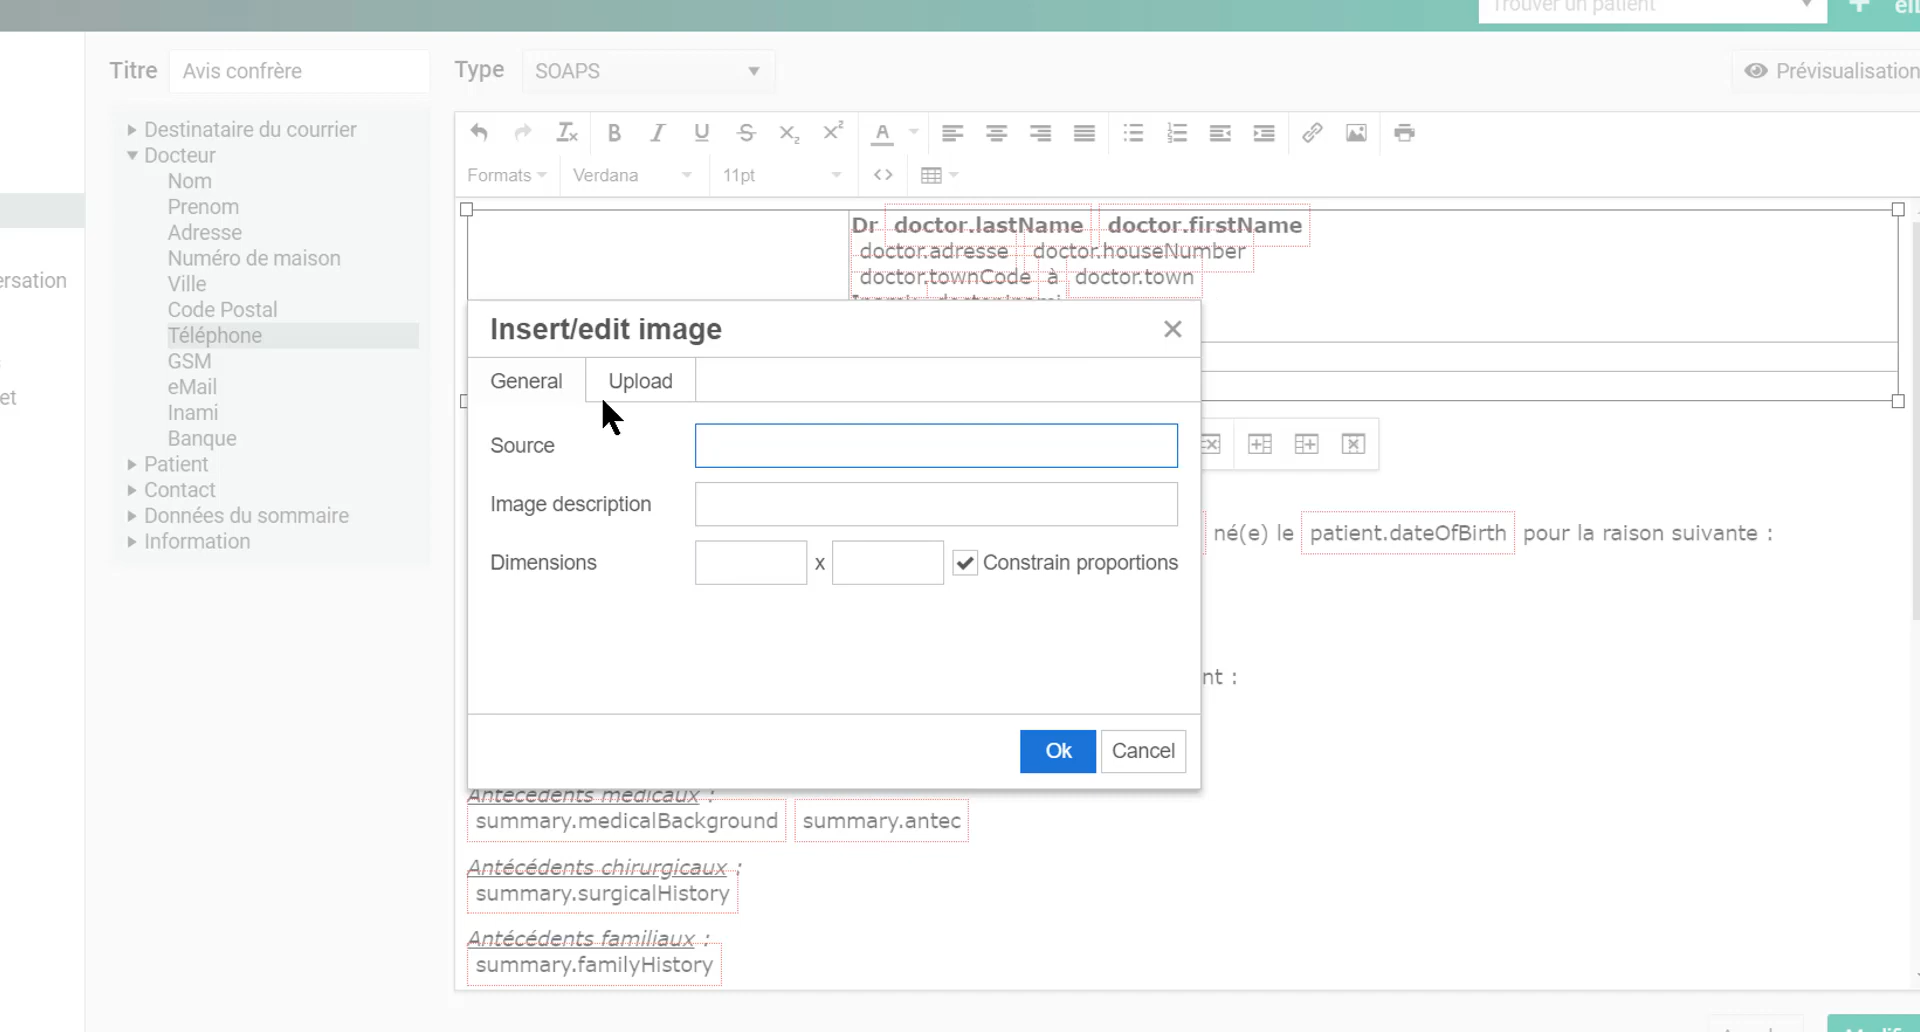 Trouver un patient
Titre Avis confrère Type SOAPS Prévisualisation
Destinataire du courrier
Docteur
Nom
Prenom
Adresse
Numéro de maison
Ville
Code Postal
Téléphone
GSM
eMail
Inami
Banque
Patient
Contact
Données du sommaire
Information
ersation
et
Formats Verdana 11pt
Dr doctor.lastName doctor.firstName
doctor.adresse doctor.houseNumber
doctor.townCode à doctor.town
Insert/edit image
General Upload
Source
Image description
Dimensions x Constrain proportions
Ok Cancel
né(e) le patient.dateOfBirth pour la raison suivante :
nt :
Antécédents médicaux :
summary.medicalBackground summary.antec
Antécédents chirurgicaux :
summary.surgicalHistory
Antécédents familiaux :
summary.familyHistory